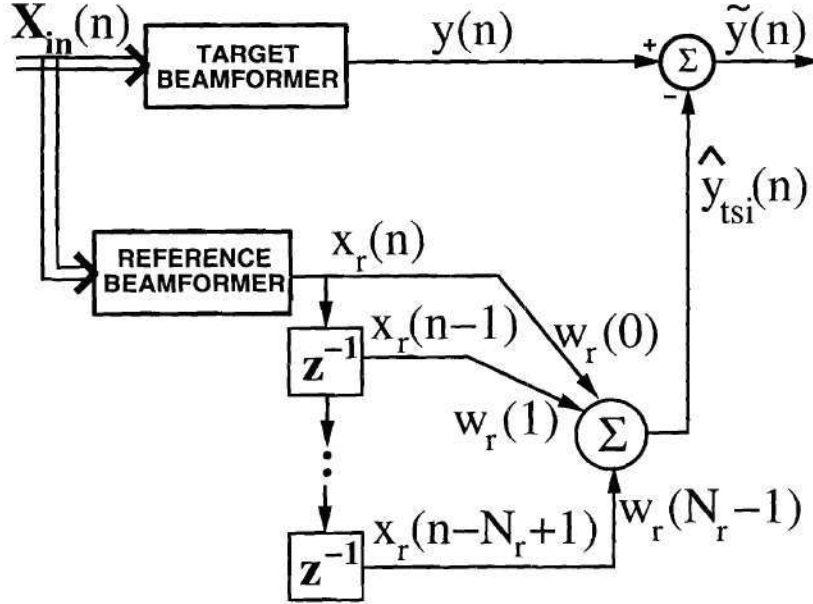 X_in(n)
TARGET
BEAMFORMER
y(n)
+
Σ
ỹ(n)
-
ŷ_tsi(n)
REFERENCE
BEAMFORMER
x_r(n)
z⁻¹
x_r(n−1)
w_r(0)
w_r(1)
Σ
z⁻¹
x_r(n−N_r+1)
w_r(N_r−1)